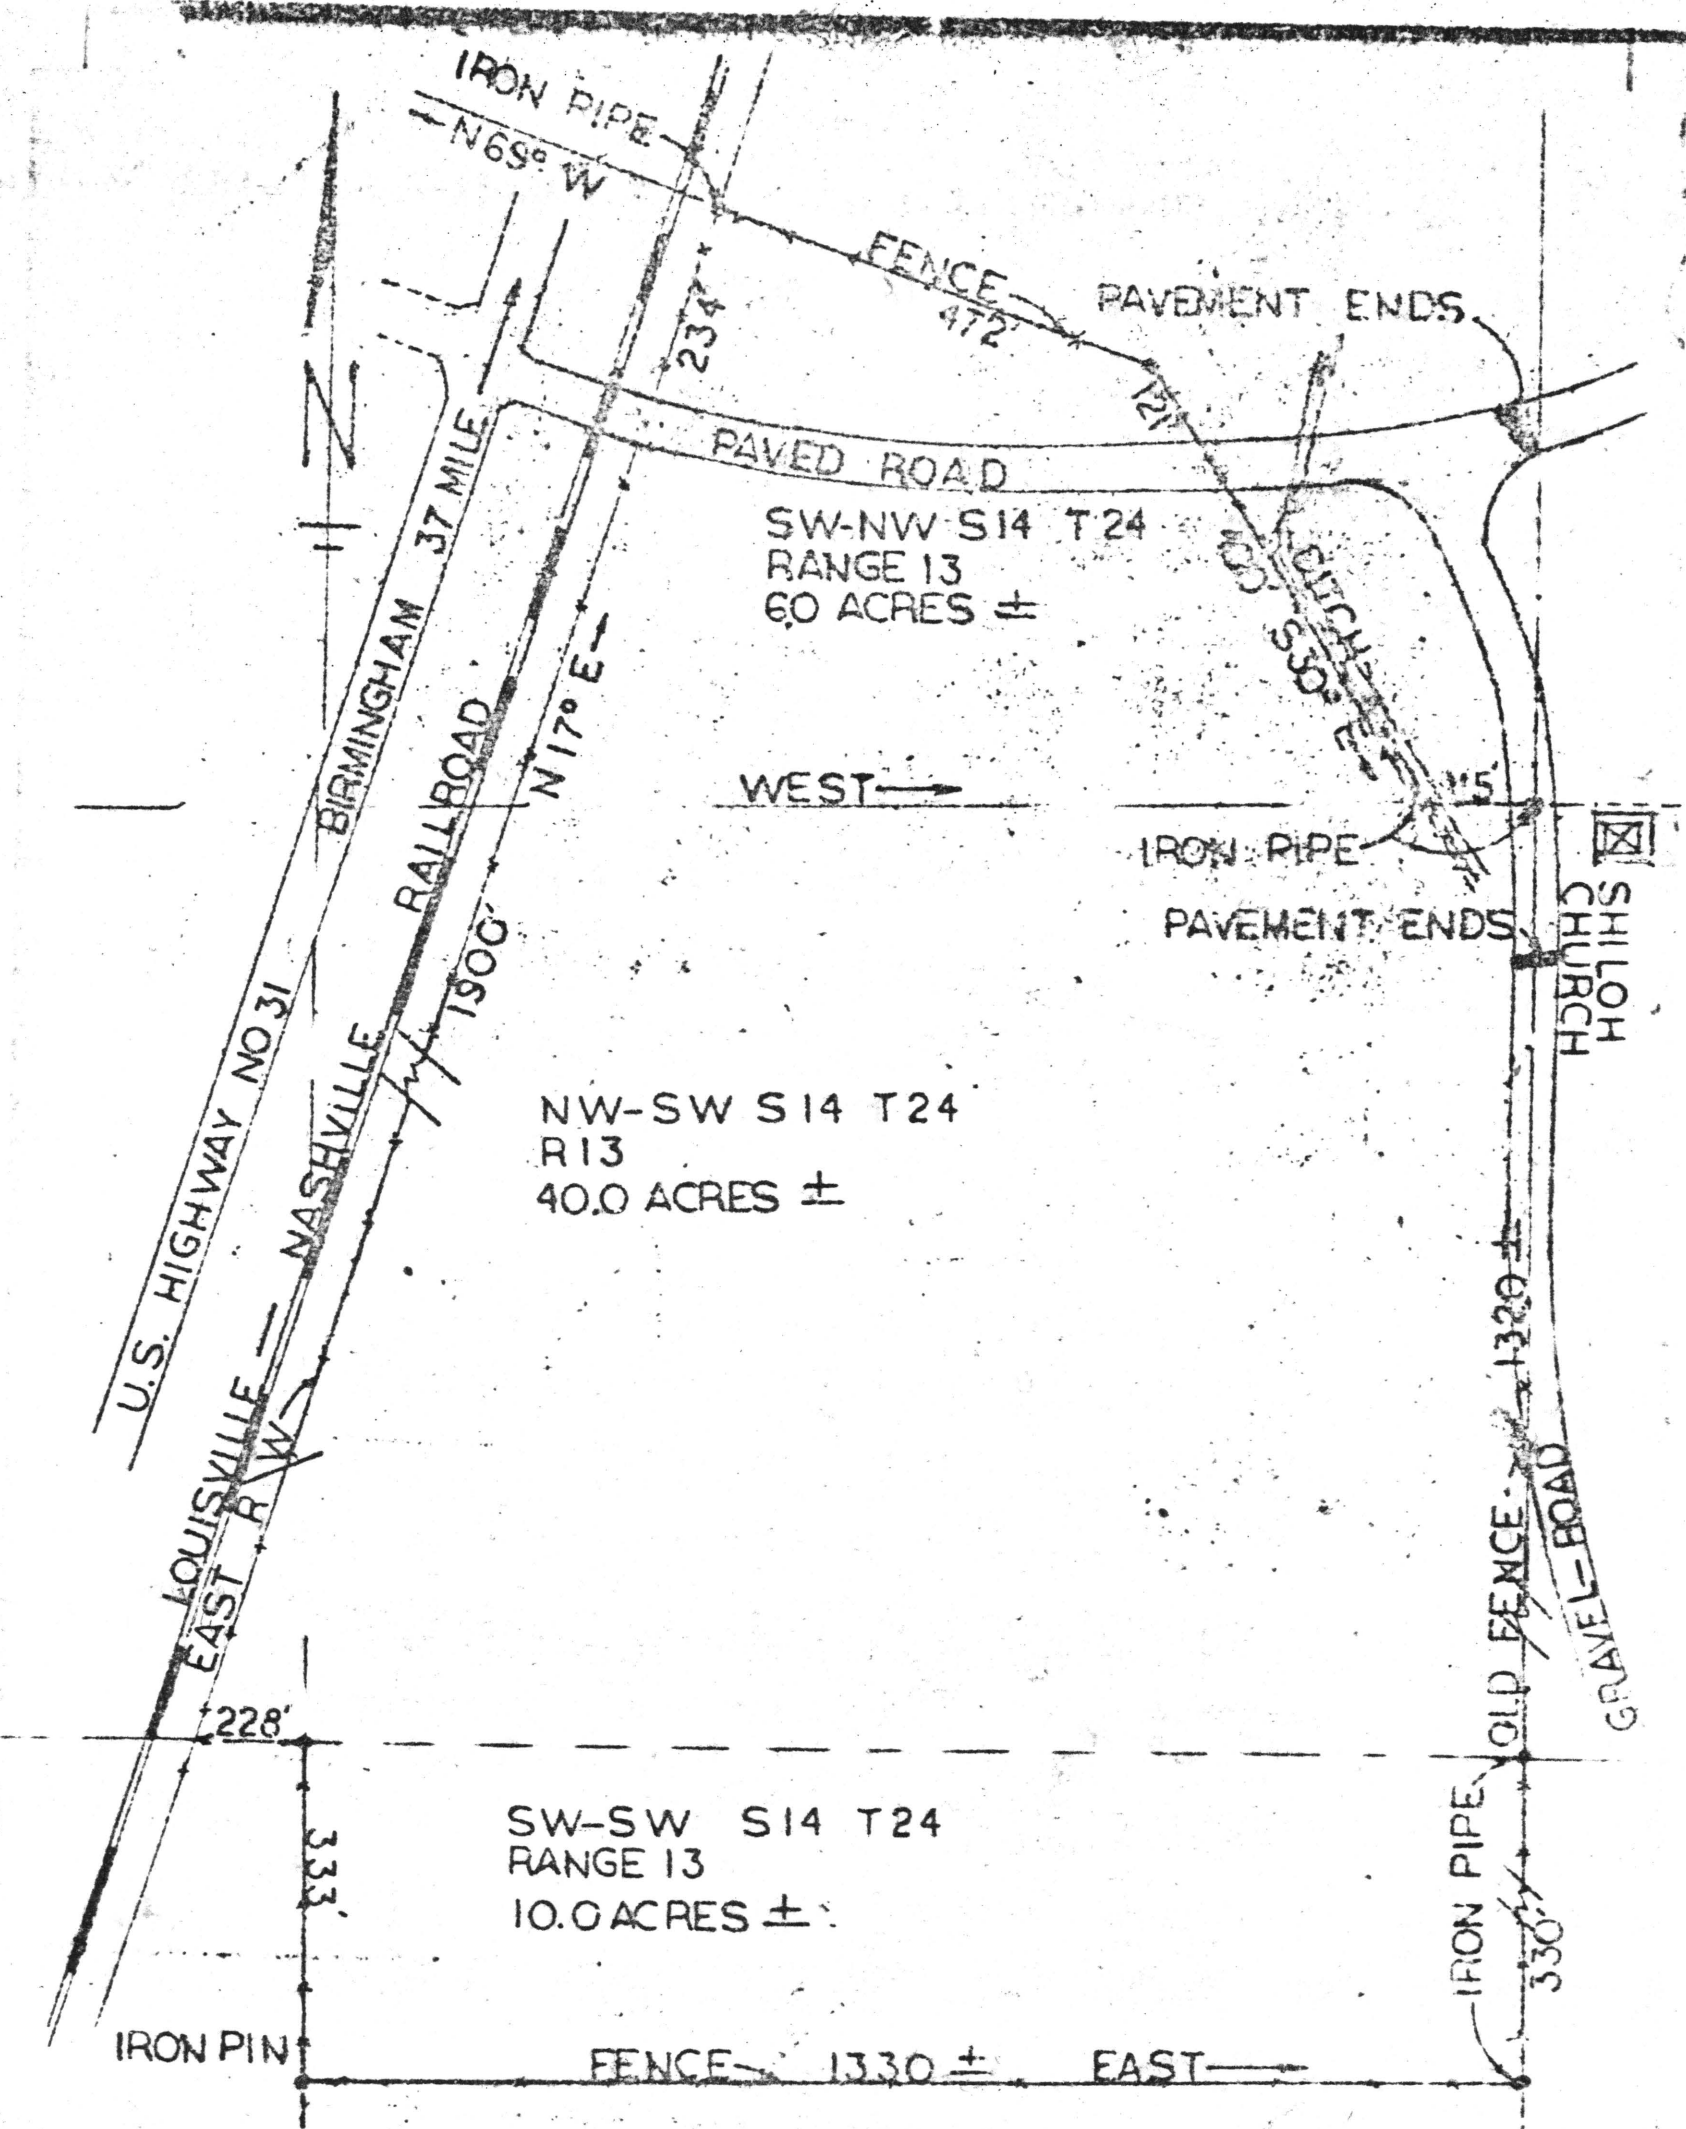 IRON PIPE
N69° W
FENCE
472'
PAVEMENT ENDS
234'
121'
N
37 MILE
PAVED ROAD
SW-NW S14 T24
RANGE 13
6.0 ACRES ±
DITCH
S30° E
BIRMINGHAM
N 17° E
RAILROAD
WEST
115'
IRON PIPE
PAVEMENT ENDS
SHILOH
CHURCH
1900'
U.S. HIGHWAY NO 31
NASHVILLE
NW-SW S14 T24
R13
40.0 ACRES ±
1320 ±
LOUISVILLE
EAST R/W
OLD FENCE
GRAVEL-ROAD
228'
333'
SW-SW S14 T24
RANGE 13
10.0 ACRES ±
IRON PIPE
330'
IRON PIN
FENCE 1330 ± EAST